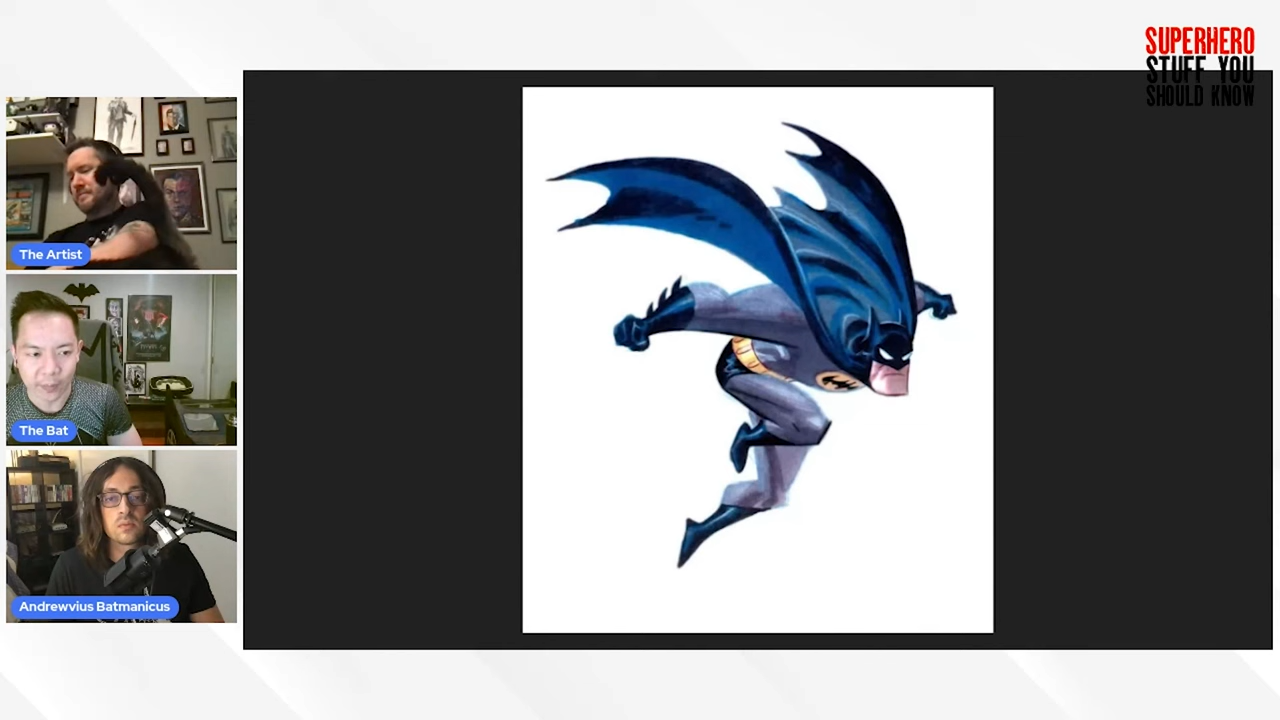 SUPERHERO
STUFF YOU
SHOULD KNOW
The Artist
The Bat
Andrewvius Batmanicus